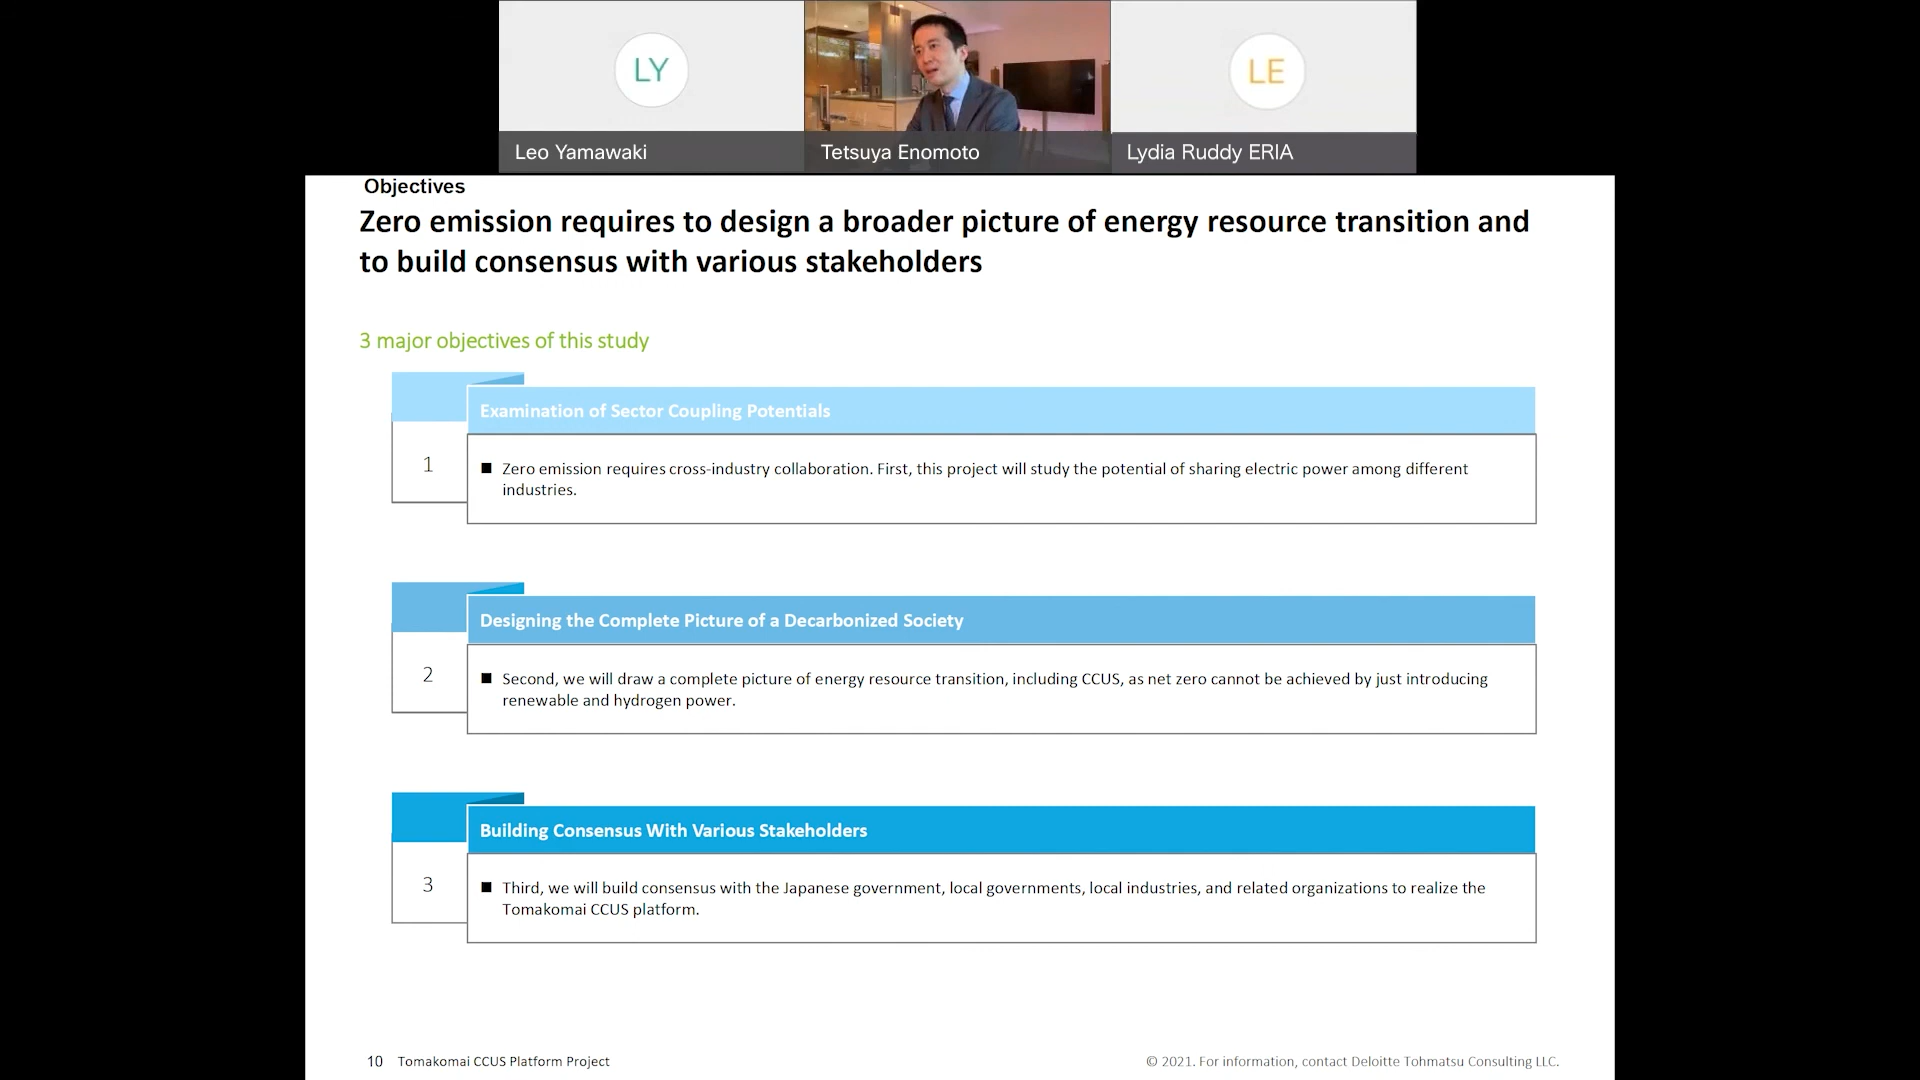 LY
LE
Leo Yamawaki
Tetsuya Enomoto
Lydia Ruddy ERIA
Objectives
Zero emission requires to design a broader picture of energy resource transition and
to build consensus with various stakeholders
3 major objectives of this study
Examination of Sector Coupling Potentials
1
■ Zero emission requires cross-industry collaboration. First, this project will study the potential of sharing electric power among different
industries.
Designing the Complete Picture of a Decarbonized Society
2
■ Second, we will draw a complete picture of energy resource transition, including CCUS, as net zero cannot be achieved by just introducing
renewable and hydrogen power.
Building Consensus With Various Stakeholders
3
■ Third, we will build consensus with the Japanese government, local governments, local industries, and related organizations to realize the
Tomakomai CCUS platform.
10 Tomakomai CCUS Platform Project
© 2021. For information, contact Deloitte Tohmatsu Consulting LLC.